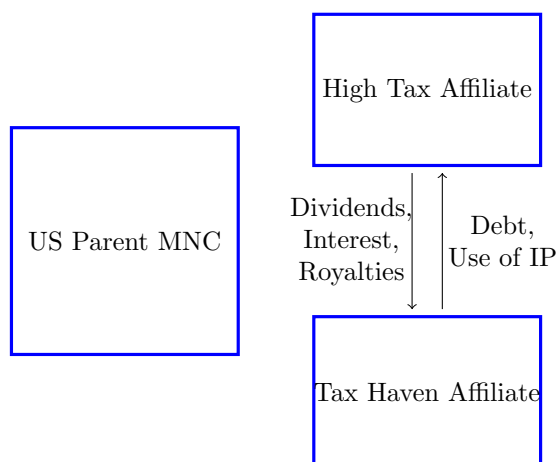 High Tax Affiliate
US Parent MNC
Dividends,
Interest,
Royalties
Debt,
Use of IP
Tax Haven Affiliate